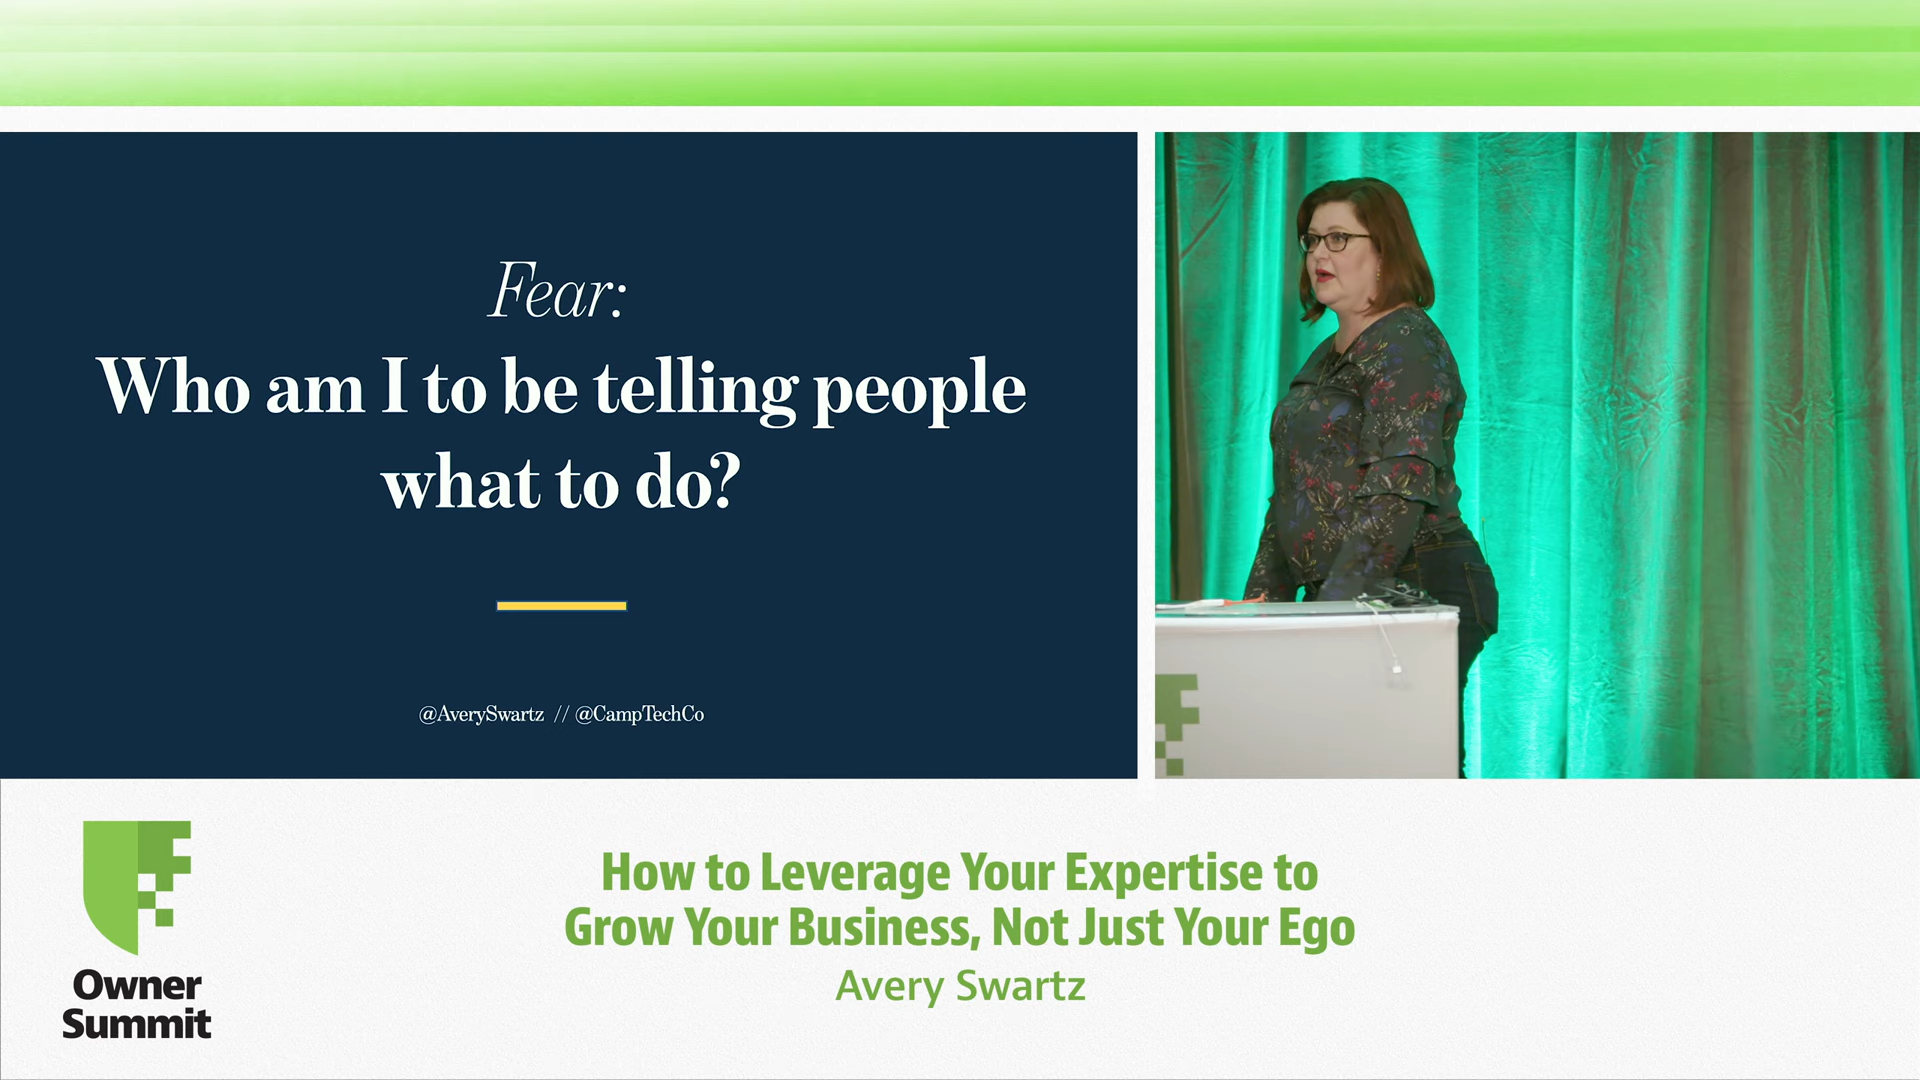 Fear:
Who am I to be telling people
what to do?
@AverySwartz // @CampTechCo
Owner
Summit
How to Leverage Your Expertise to
Grow Your Business, Not Just Your Ego
Avery Swartz